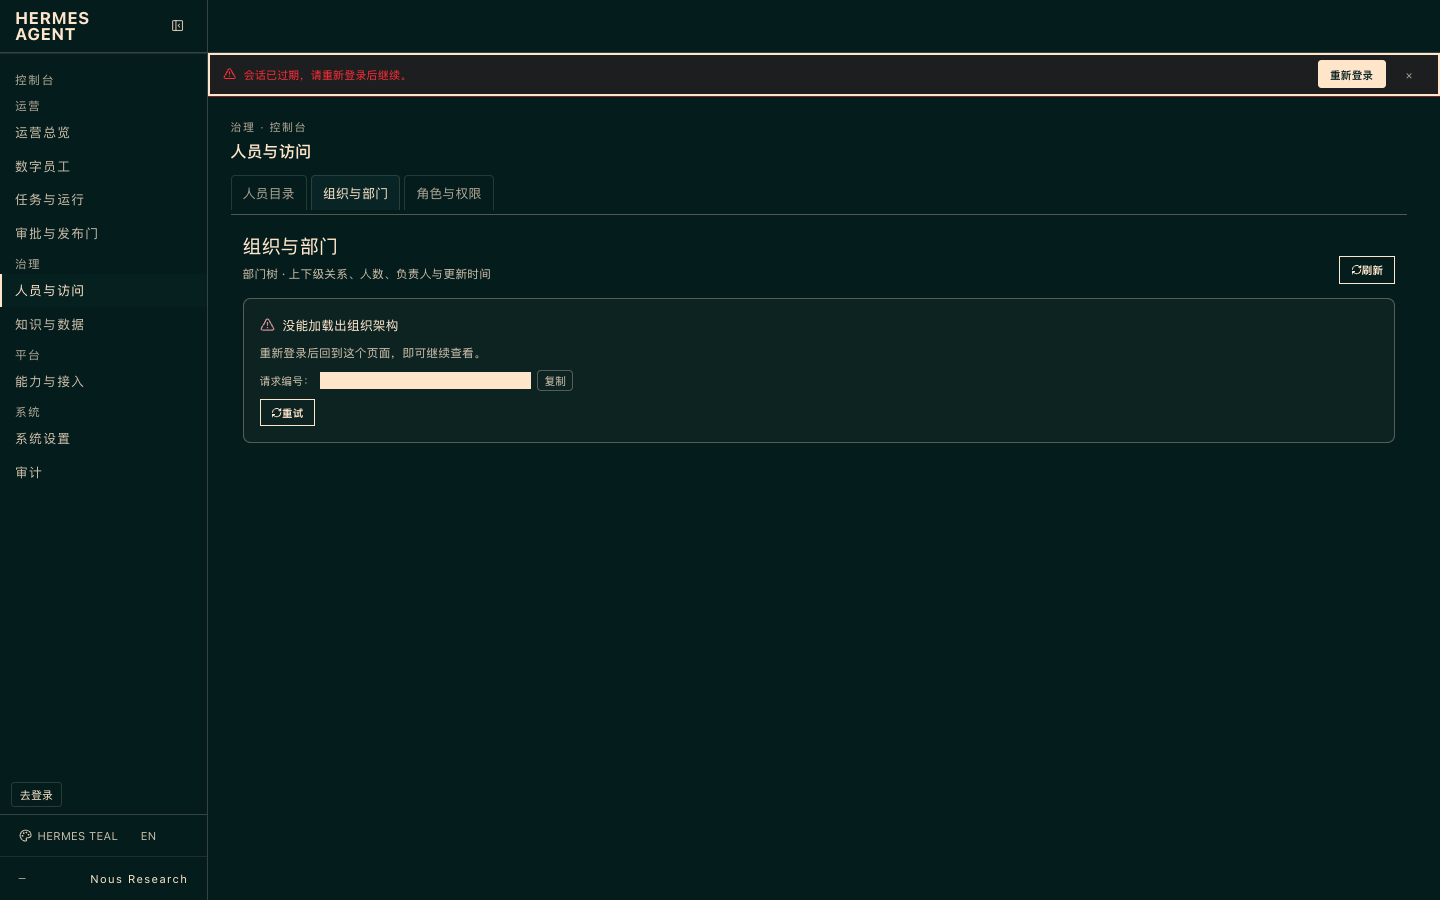 HERMES
AGENT
控制台
运营
运营总览
数字员工
任务与运行
审批与发布门
治理
人员与访问
知识与数据
平台
能力与接入
系统
系统设置
审计
去登录
HERMES TEAL EN
— Nous Research
会话已过期，请重新登录后继续。 重新登录 ×
治理 · 控制台
人员与访问
人员目录 组织与部门 角色与权限
组织与部门
部门树 · 上下级关系、人数、负责人与更新时间
刷新
没能加载出组织架构
重新登录后回到这个页面，即可继续查看。
请求编号： 复制
重试